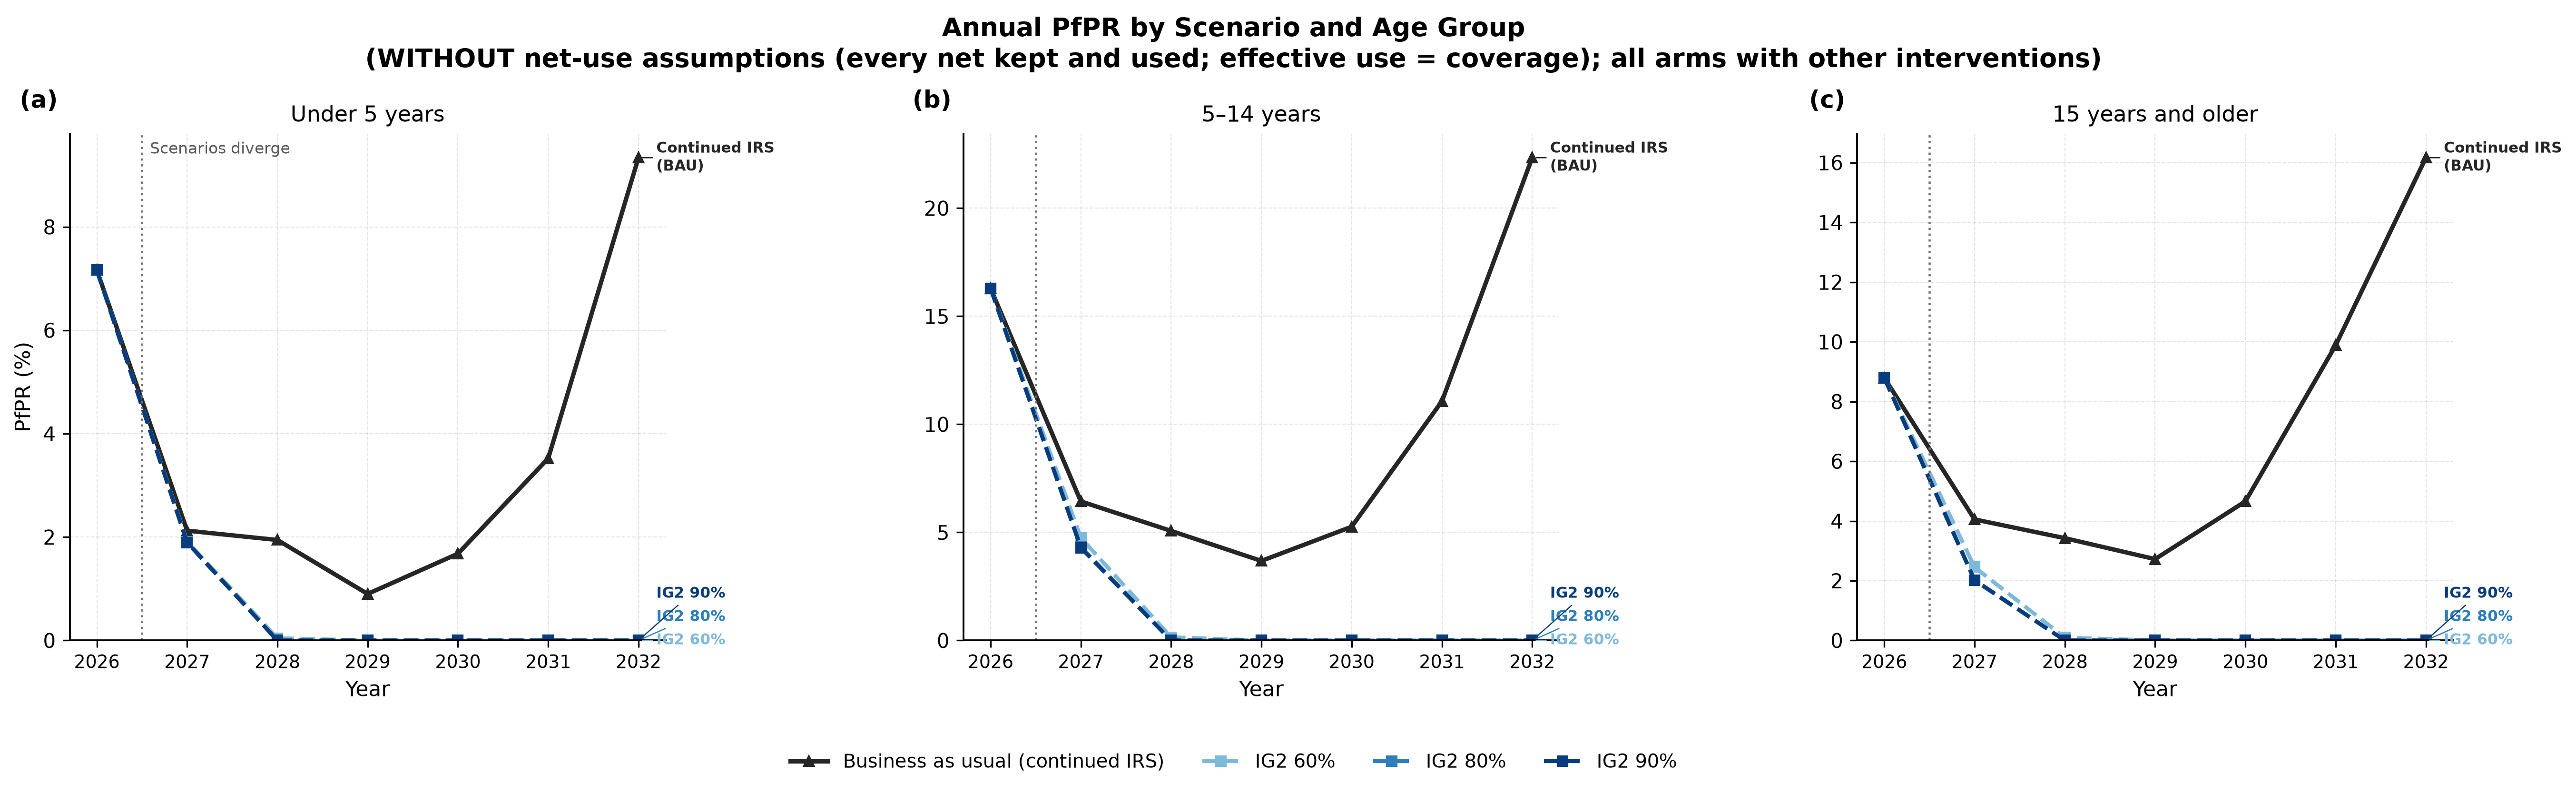 Annual PfPR by Scenario and Age Group
(WITHOUT net-use assumptions (every net kept and used; effective use = coverage); all arms with other interventions)
(a)
Under 5 years
Scenarios diverge
Continued IRS
(BAU)
8
6
4
2
0
PfPR (%)
IG2 90%
IG2 80%
IG2 60%
2026 2027 2028 2029 2030 2031 2032
Year
(b)
5–14 years
Continued IRS
(BAU)
20
15
10
5
0
IG2 90%
IG2 80%
IG2 60%
2026 2027 2028 2029 2030 2031 2032
Year
(c)
15 years and older
Continued IRS
(BAU)
16
14
12
10
8
6
4
2
0
IG2 90%
IG2 80%
IG2 60%
2026 2027 2028 2029 2030 2031 2032
Year
Business as usual (continued IRS) IG2 60% IG2 80% IG2 90%